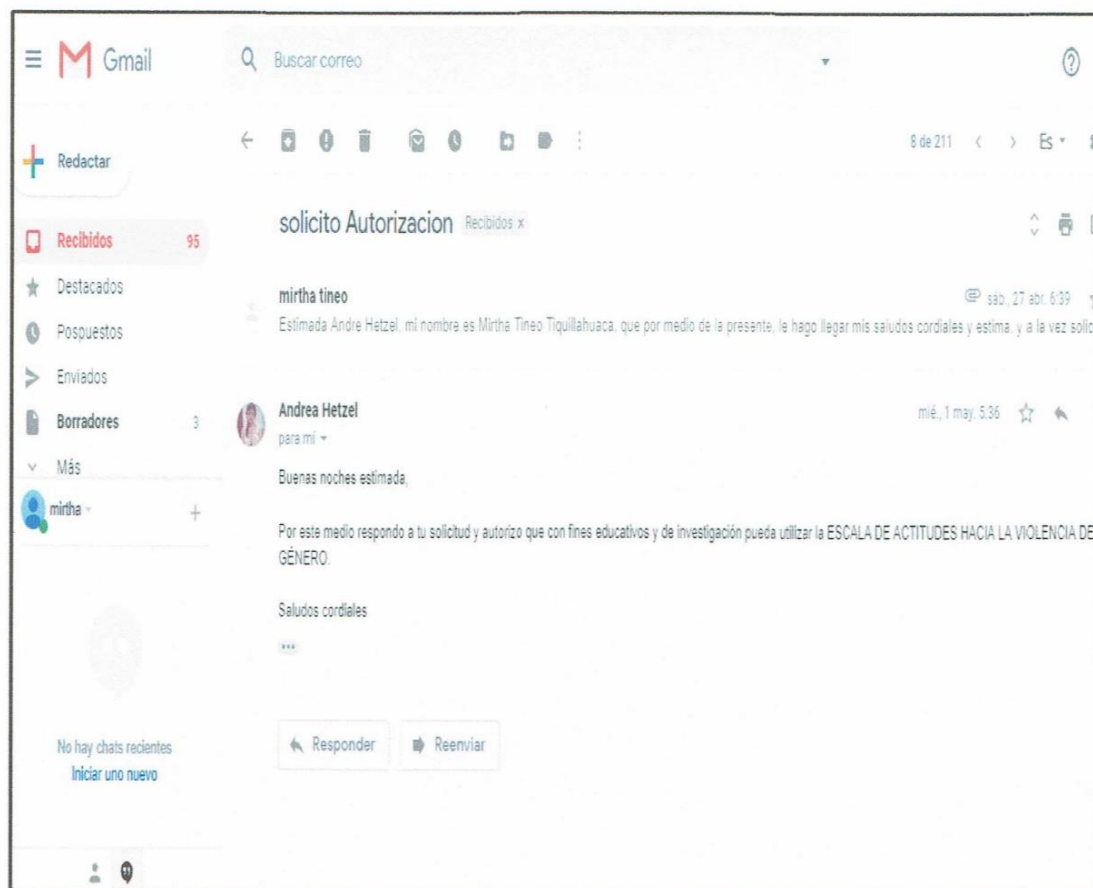 Gmail
Buscar correo
Redactar
8 de 211
Es
solicito Autorizacion Recibidos x
Recibidos 95
Destacados
Pospuestos
Enviados
Borradores 3
Más
mirtha
mirtha tineo
sáb., 27 abr. 6:39
Estimada Andre Hetzel, mi nombre es Mirtha Tineo Tiquillahuaca, que por medio de la presente, le hago llegar mis saludos cordiales y estima, y a la vez solic
Andrea Hetzel
mié., 1 may. 5:36
para mí
Buenas noches estimada,
Por este medio respondo a tu solicitud y autorizo que con fines educativos y de investigación pueda utilizar la ESCALA DE ACTITUDES HACIA LA VIOLENCIA DE
GÉNERO.
Saludos cordiales
Responder
Reenviar
No hay chats recientes
Iniciar uno nuevo